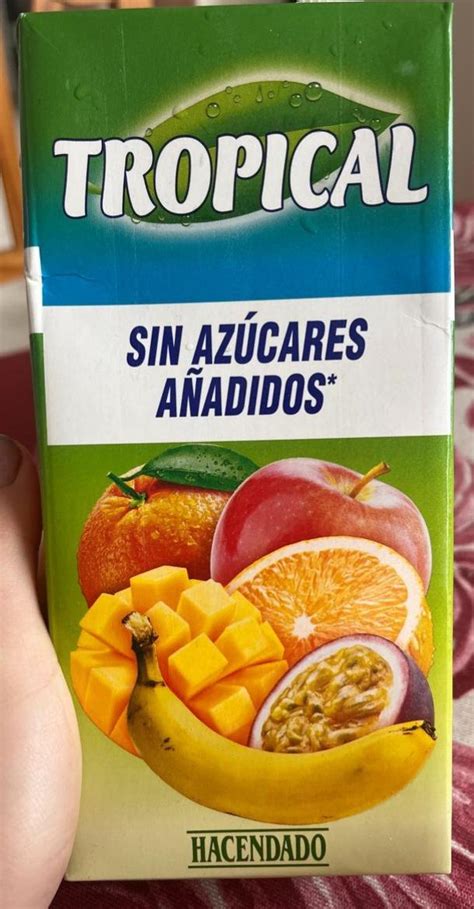 TROPICAL
SIN AZÚCARES
AÑADIDOS*
HACENDADO